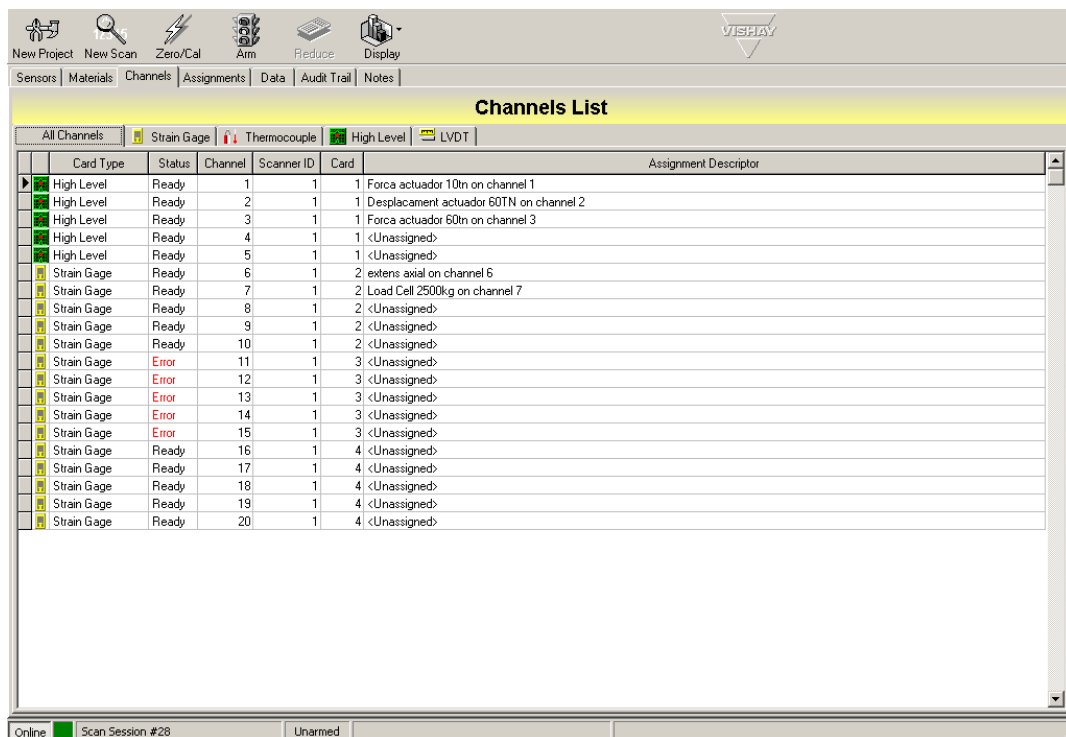 New Project New Scan Zero/Cal Arm Reduce Display
VISHAY
Sensors Materials Channels Assignments Data Audit Trail Notes
Channels List
All Channels Strain Gage Thermocouple High Level LVDT
Card Type Status Channel Scanner ID Card Assignment Descriptor
High Level Ready 1 1 1 Forca actuador 10tn on channel 1
High Level Ready 2 1 1 Desplacament actuador 60TN on channel 2
High Level Ready 3 1 1 Forca actuador 60tn on channel 3
High Level Ready 4 1 1 <Unassigned>
High Level Ready 5 1 1 <Unassigned>
Strain Gage Ready 6 1 2 extens axial on channel 6
Strain Gage Ready 7 1 2 Load Cell 2500kg on channel 7
Strain Gage Ready 8 1 2 <Unassigned>
Strain Gage Ready 9 1 2 <Unassigned>
Strain Gage Ready 10 1 2 <Unassigned>
Strain Gage Error 11 1 3 <Unassigned>
Strain Gage Error 12 1 3 <Unassigned>
Strain Gage Error 13 1 3 <Unassigned>
Strain Gage Error 14 1 3 <Unassigned>
Strain Gage Error 15 1 3 <Unassigned>
Strain Gage Ready 16 1 4 <Unassigned>
Strain Gage Ready 17 1 4 <Unassigned>
Strain Gage Ready 18 1 4 <Unassigned>
Strain Gage Ready 19 1 4 <Unassigned>
Strain Gage Ready 20 1 4 <Unassigned>
Online Scan Session #28 Unarmed